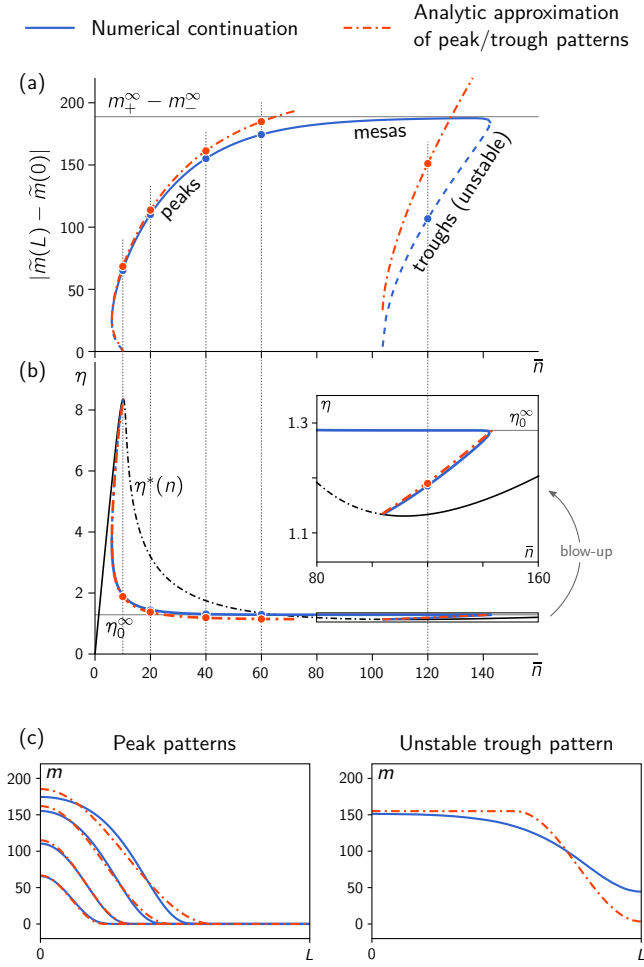 Numerical continuation
Analytic approximation
of peak/trough patterns
(a)
m₊^∞ − m₋^∞
200
150
100
50
0
|m̃(L) − m̃(0)|
peaks
mesas
troughs (unstable)
n̄
(b)
η
8
6
4
2
0
η*(n)
η₀^∞
0
20
40
60
80
100
120
140
n̄
η
1.3
1.1
η₀^∞
80
n̄
160
blow-up
(c)
Peak patterns
m
200
150
100
50
0
0
L
Unstable trough pattern
m
200
150
100
50
0
0
L